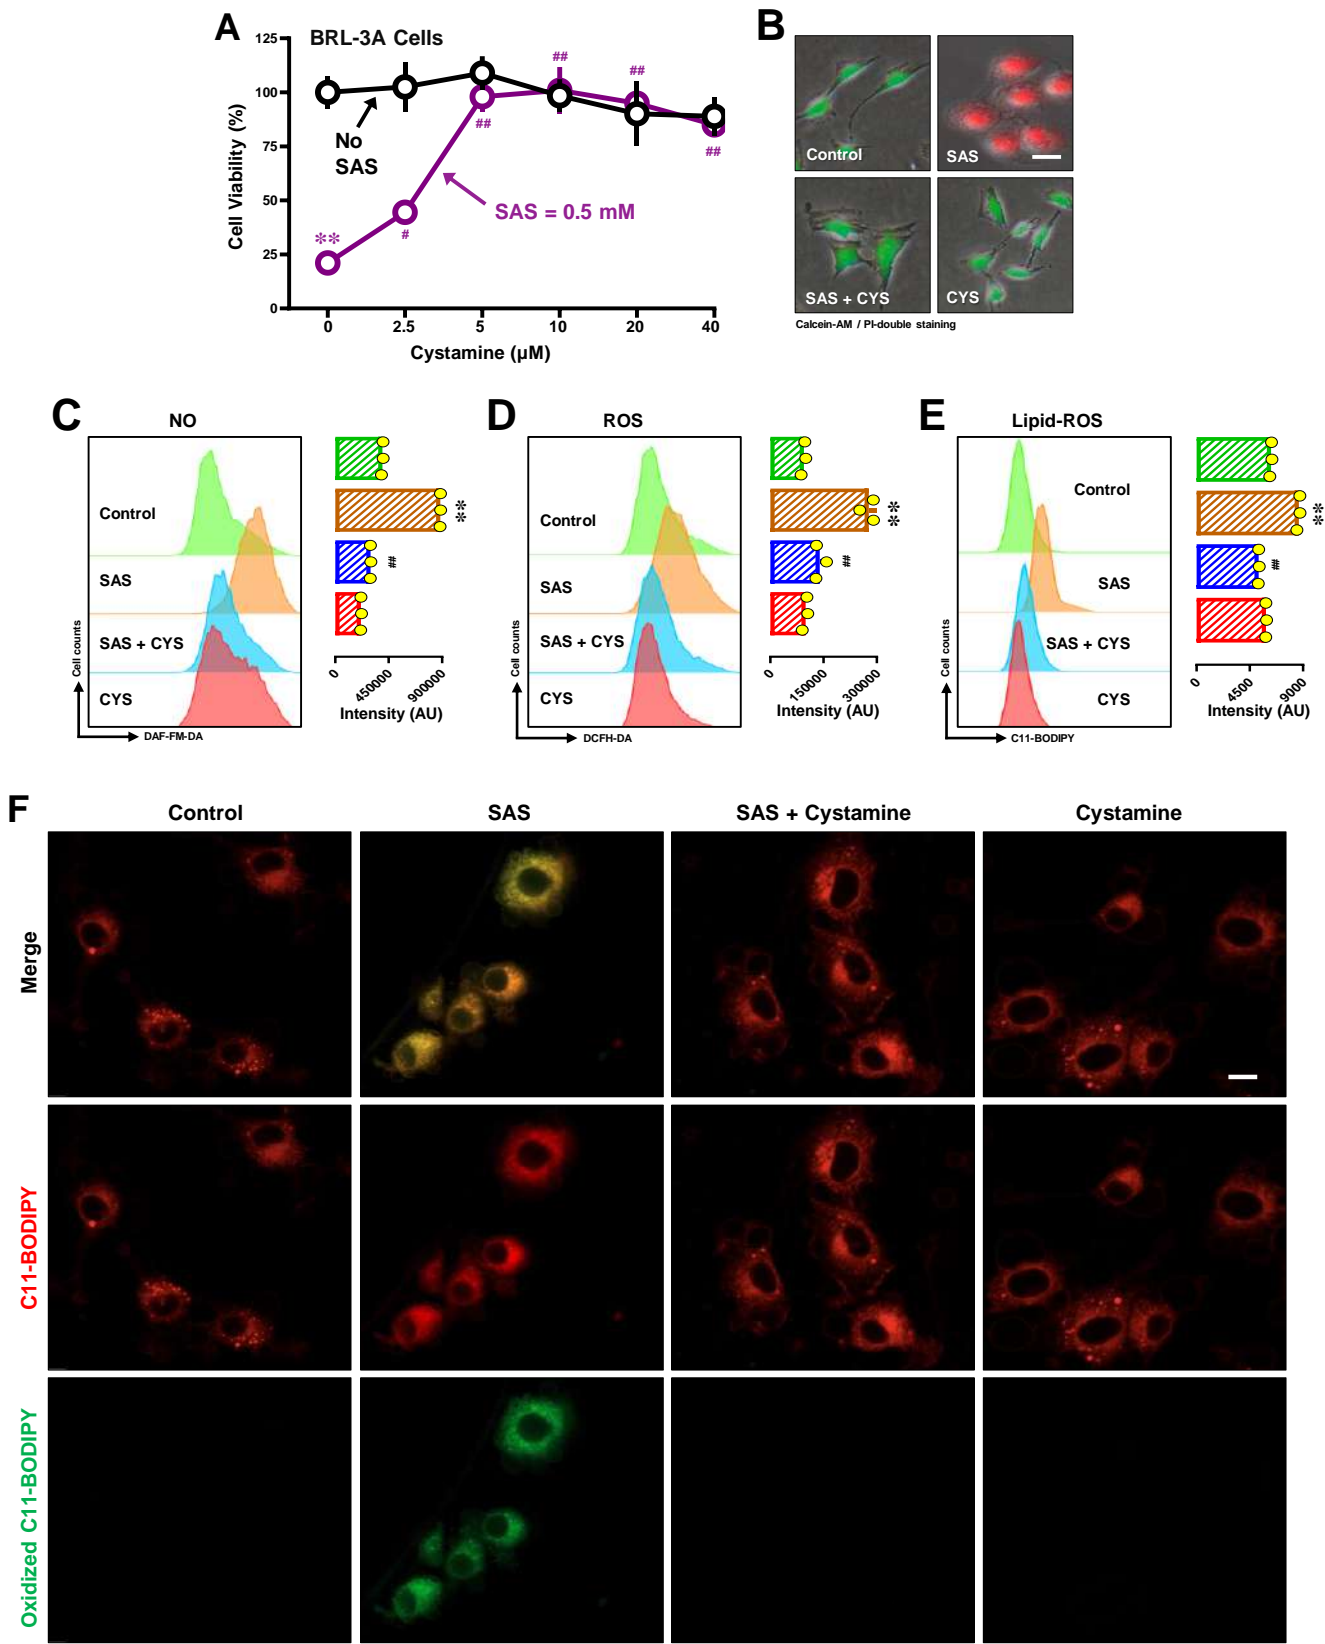 A
BRL-3A Cells
125
100
75
50
25
0
Cell Viability (%)
No
SAS
SAS = 0.5 mM
**
#
##
##
##
##
0
2.5
5
10
20
40
Cystamine (µM)
B
Control
SAS
SAS + CYS
CYS
Calcein-AM / PI-double staining
C
NO
Control
SAS
SAS + CYS
CYS
Cell counts
DAF-FM-DA
**
##
0
450000
900000
Intensity (AU)
D
ROS
Control
SAS
SAS + CYS
CYS
Cell counts
DCFH-DA
**
##
0
150000
300000
Intensity (AU)
E
Lipid-ROS
Control
SAS
SAS + CYS
CYS
Cell counts
C11-BODIPY
**
##
0
4500
9000
Intensity (AU)
F
Control
SAS
SAS + Cystamine
Cystamine
Merge
C11-BODIPY
Oxidized C11-BODIPY